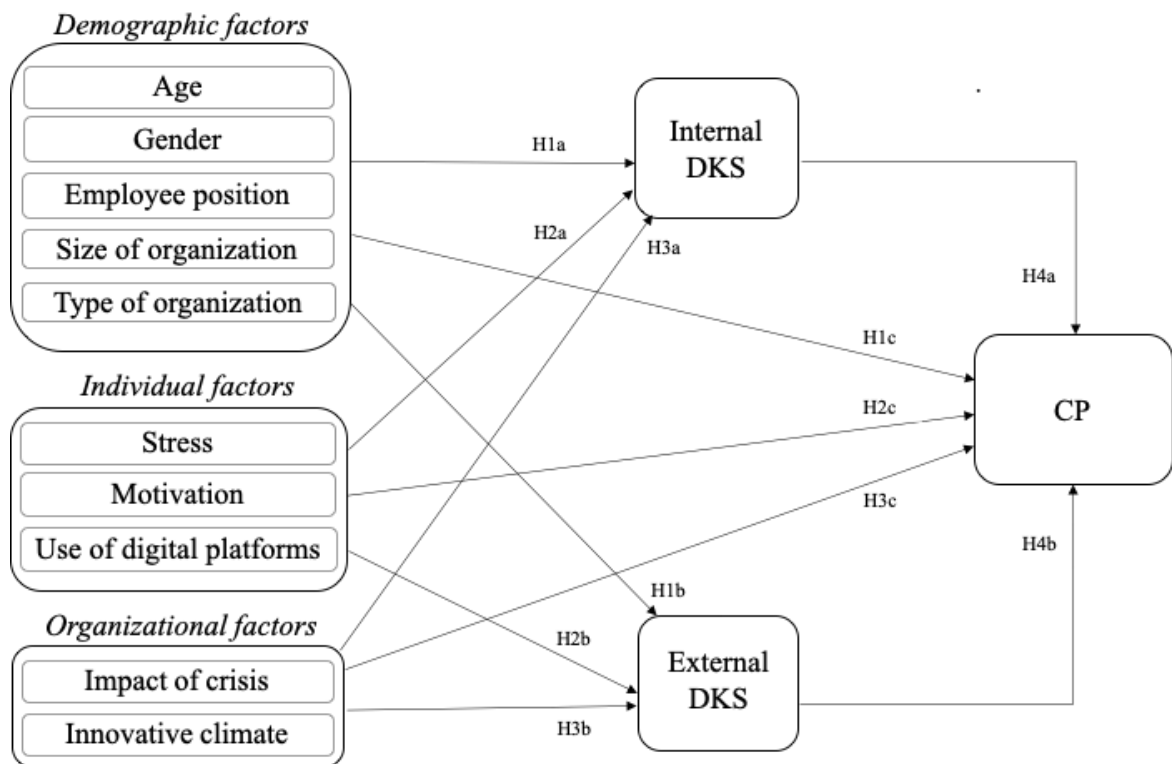 Demographic factors
Age
Gender
Employee position
Size of organization
Type of organization
Individual factors
Stress
Motivation
Use of digital platforms
Organizational factors
Impact of crisis
Innovative climate
H1a
H2a
H3a
H1c
H2c
H3c
H1b
H2b
H3b
Internal
DKS
External
DKS
H4a
H4b
CP